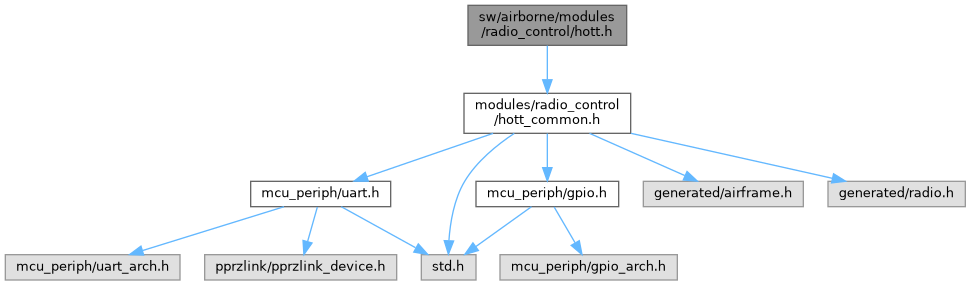 sw/airborne/modules
/radio_control/hott.h
modules/radio_control
/hott_common.h
mcu_periph/uart.h
mcu_periph/gpio.h
generated/airframe.h
generated/radio.h
mcu_periph/uart_arch.h
pprzlink/pprzlink_device.h
std.h
mcu_periph/gpio_arch.h